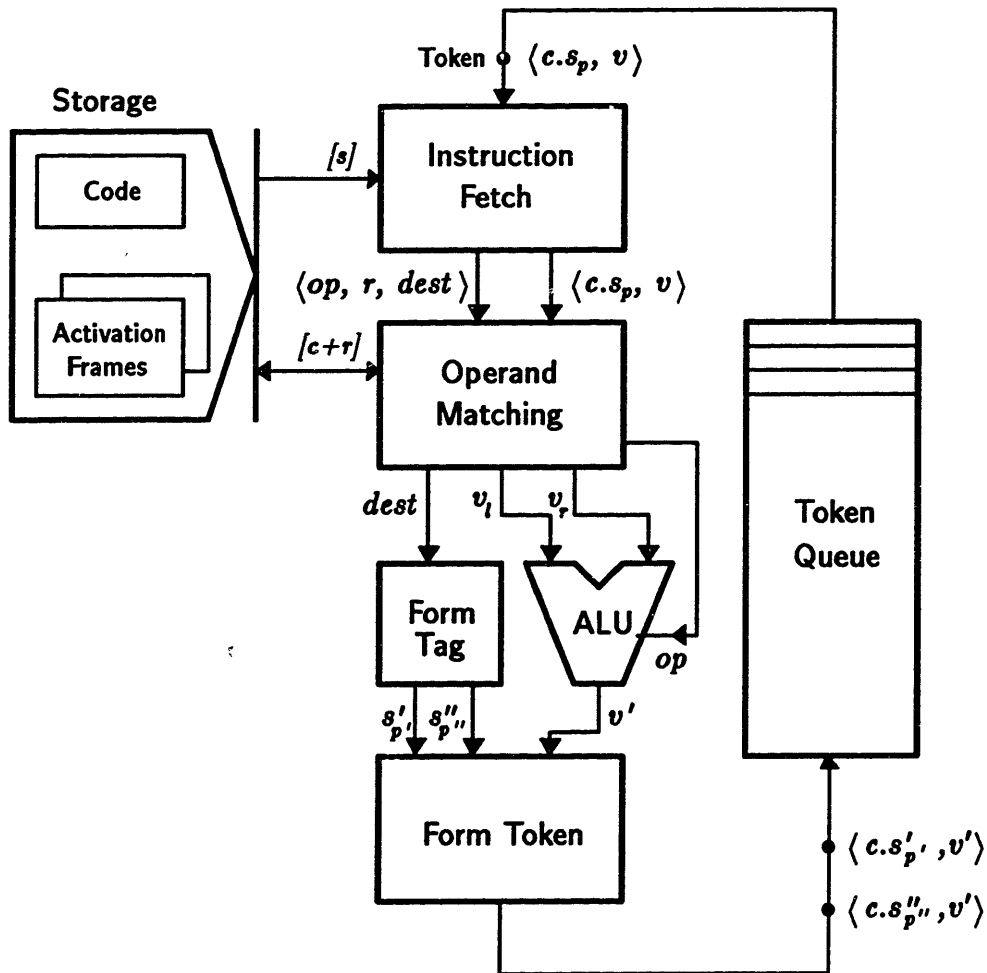 Token ⟨c.s_p, v⟩
Storage
[s]
Instruction
Fetch
Code
⟨op, r, dest⟩
⟨c.s_p, v⟩
Activation
Frames
[c+r]
Operand
Matching
dest
v_l
v_r
Token
Queue
Form
Tag
ALU
op
s'_p'
s''_p''
v'
Form Token
⟨c.s'_p', v'⟩
⟨c.s''_p'', v'⟩